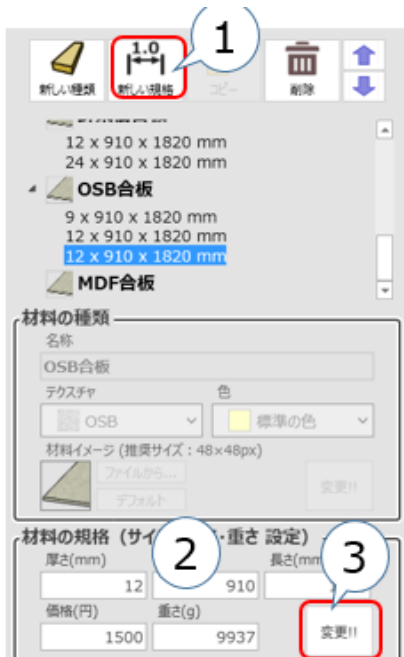 1
1.0
新しい種類 新しい規格 コピー 削除
12 x 910 x 1820 mm
24 x 910 x 1820 mm
OSB合板
9 x 910 x 1820 mm
12 x 910 x 1820 mm
12 x 910 x 1820 mm
MDF合板
材料の種類
名称
OSB合板
テクスチャ 色
OSB 標準の色
材料イメージ (推奨サイズ：48×48px)
ファイルから...
デフォルト 変更!!
材料の規格 (サイ 2 ・重さ 設定) 3
厚さ(mm) 長さ(mm
12 910
価格(円) 重さ(g)
1500 9937 変更!!